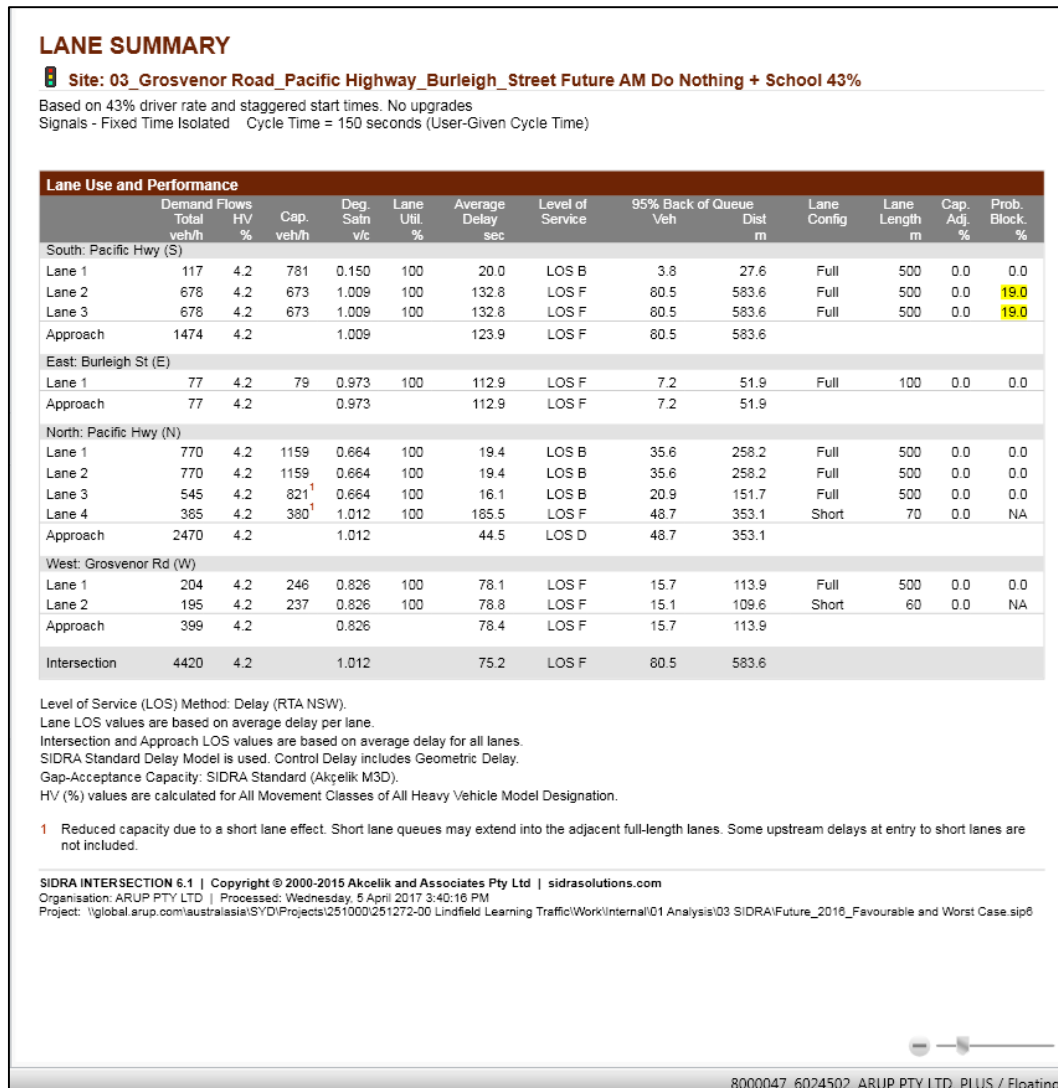 LANE SUMMARY
Site: 03_Grosvenor Road_Pacific Highway_Burleigh_Street Future AM Do Nothing + School 43%
Based on 43% driver rate and staggered start times. No upgrades
Signals - Fixed Time Isolated Cycle Time = 150 seconds (User-Given Cycle Time)
Lane Use and Performance
Demand Flows Deg. Lane Average Level of 95% Back of Queue Lane Lane Cap. Prob.
Total HV Cap. Satn Util. Delay Service Veh Dist Config Length Adj. Block.
veh/h % veh/h v/c % sec m m % %
South: Pacific Hwy (S)
Lane 1 117 4.2 781 0.150 100 20.0 LOS B 3.8 27.6 Full 500 0.0 0.0
Lane 2 678 4.2 673 1.009 100 132.8 LOS F 80.5 583.6 Full 500 0.0 19.0
Lane 3 678 4.2 673 1.009 100 132.8 LOS F 80.5 583.6 Full 500 0.0 19.0
Approach 1474 4.2 1.009 123.9 LOS F 80.5 583.6
East: Burleigh St (E)
Lane 1 77 4.2 79 0.973 100 112.9 LOS F 7.2 51.9 Full 100 0.0 0.0
Approach 77 4.2 0.973 112.9 LOS F 7.2 51.9
North: Pacific Hwy (N)
Lane 1 770 4.2 1159 0.664 100 19.4 LOS B 35.6 258.2 Full 500 0.0 0.0
Lane 2 770 4.2 1159 0.664 100 19.4 LOS B 35.6 258.2 Full 500 0.0 0.0
Lane 3 545 4.2 821 1 0.664 100 16.1 LOS B 20.9 151.7 Full 500 0.0 0.0
Lane 4 385 4.2 380 1 1.012 100 185.5 LOS F 48.7 353.1 Short 70 0.0 NA
Approach 2470 4.2 1.012 44.5 LOS D 48.7 353.1
West: Grosvenor Rd (W)
Lane 1 204 4.2 246 0.826 100 78.1 LOS F 15.7 113.9 Full 500 0.0 0.0
Lane 2 195 4.2 237 0.826 100 78.8 LOS F 15.1 109.6 Short 60 0.0 NA
Approach 399 4.2 0.826 78.4 LOS F 15.7 113.9
Intersection 4420 4.2 1.012 75.2 LOS F 80.5 583.6
Level of Service (LOS) Method: Delay (RTA NSW).
Lane LOS values are based on average delay per lane.
Intersection and Approach LOS values are based on average delay for all lanes.
SIDRA Standard Delay Model is used. Control Delay includes Geometric Delay.
Gap-Acceptance Capacity: SIDRA Standard (Akçelik M3D).
HV (%) values are calculated for All Movement Classes of All Heavy Vehicle Model Designation.
1 Reduced capacity due to a short lane effect. Short lane queues may extend into the adjacent full-length lanes. Some upstream delays at entry to short lanes are
not included.
SIDRA INTERSECTION 6.1 | Copyright © 2000-2015 Akcelik and Associates Pty Ltd | sidrasolutions.com
Organisation: ARUP PTY LTD | Processed: Wednesday, 5 April 2017 3:40:16 PM
Project: \\global.arup.com\australasia\SYD\Projects\251000\251272-00 Lindfield Learning Traffic\Work\Internal\01 Analysis\03 SIDRA\Future_2016_Favourable and Worst Case.sip6
8000047, 6024502, ARUP PTY LTD, PLUS / Floating